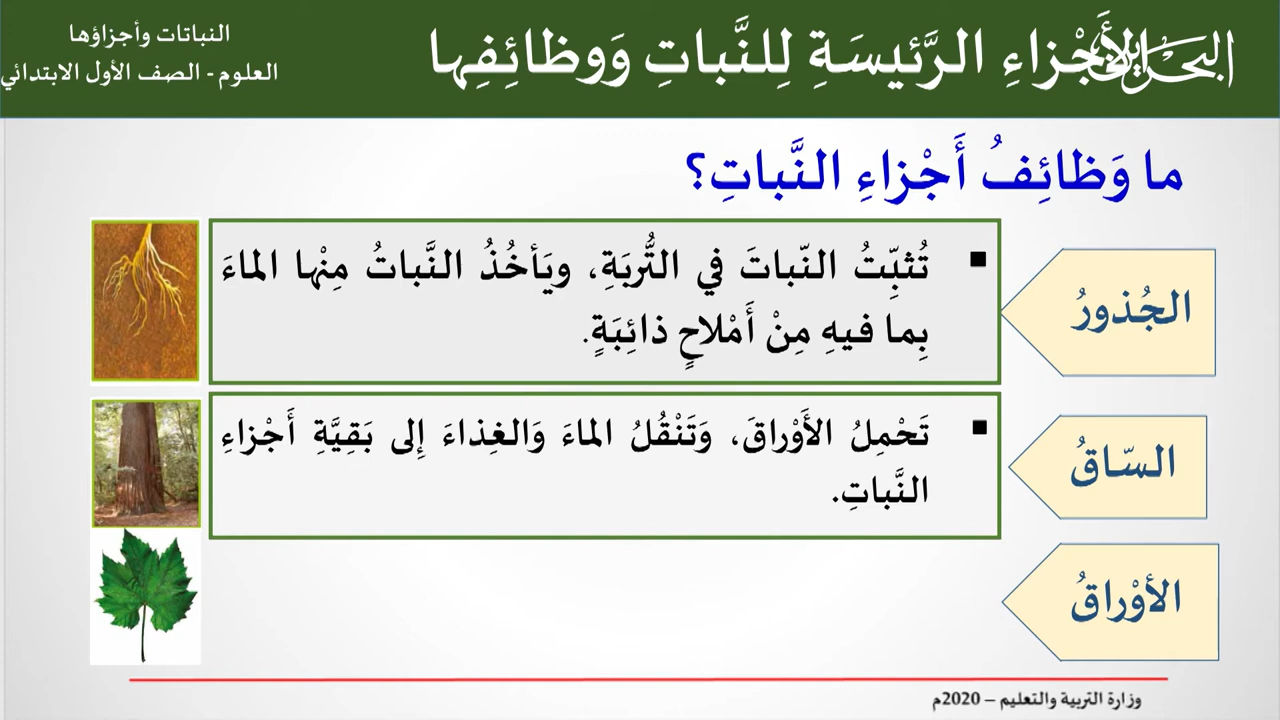 البحرين
الأَجْزاءِ الرَّئيسَةِ لِلنَّباتِ وَوظائِفِها
النباتات وأجزاؤها
العلوم - الصف الأول الابتدائي
ما وَظائِفُ أَجْزاءِ النَّباتِ؟
الجُذورُ
▪ تُثبِّتُ النّباتَ في التُّربَةِ، ويَأخُذُ النَّباتُ مِنْها الماءَ
بِما فيهِ مِنْ أَمْلاحٍ ذائِبَةٍ.
السّاقُ
▪ تَحْمِلُ الأَوْراقَ، وَتَنْقُلُ الماءَ وَالغِذاءَ إِلى بَقِيَّةِ أَجْزاءِ
النَّباتِ.
الأوْراقُ
وزارة التربية والتعليم – 2020م